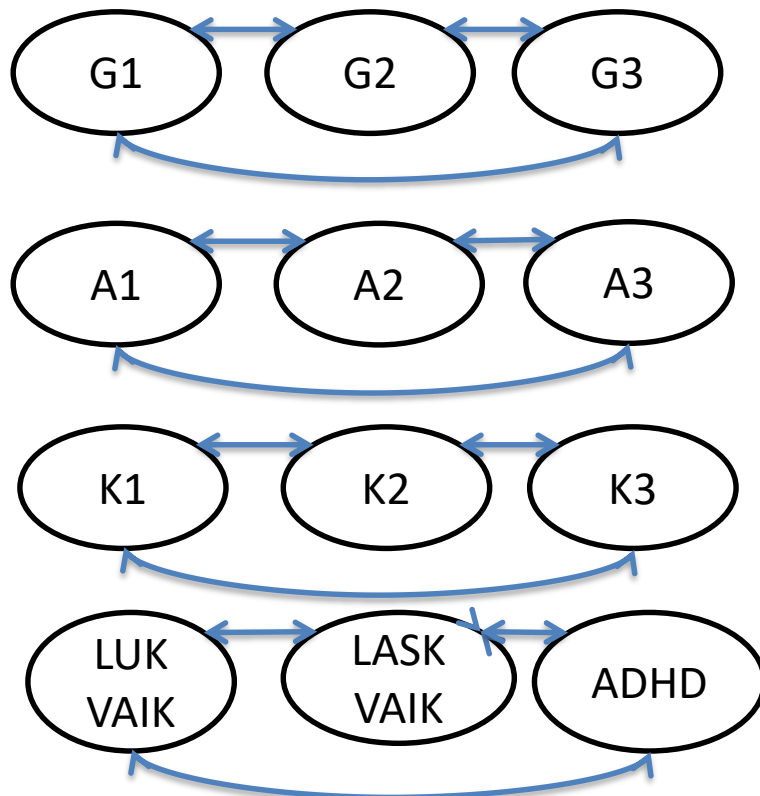 G1 G2 G3
A1 A2 A3
K1 K2 K3
LUK
VAIK
LASK
VAIK
ADHD